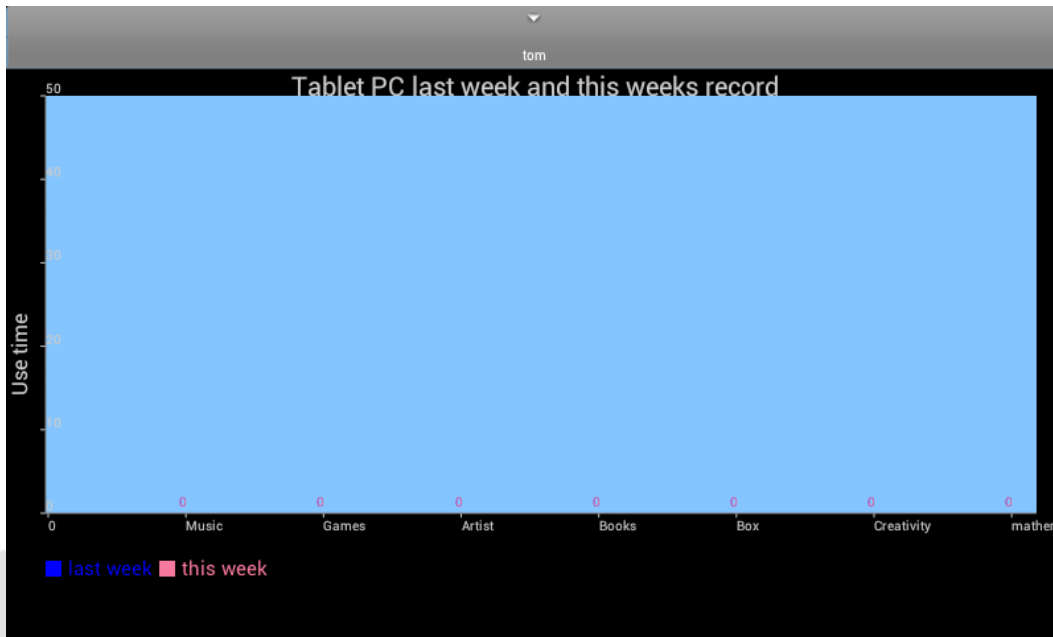 tom
Tablet PC last week and this weeks record
50
40
30
20
10
0
Use time
0 0 0 0 0 0 0
0 Music Games Artist Books Box Creativity mather
last week this week